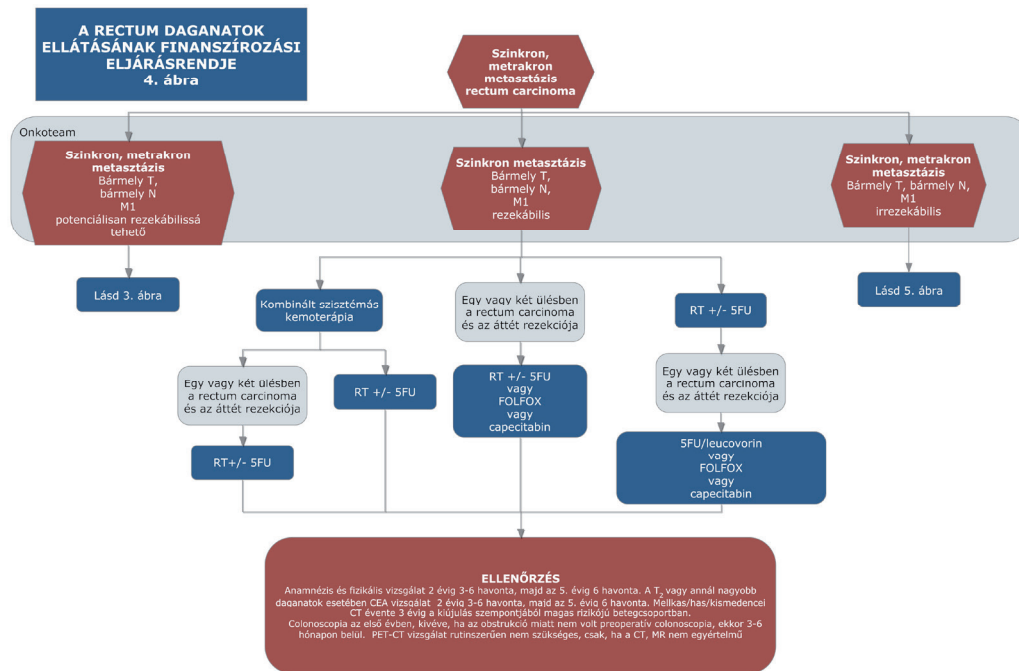 A RECTUM DAGANATOK
ELLÁTÁSÁNAK FINANSZÍROZÁSI
ELJÁRÁSRENDJE
4. ábra
Szinkron,
metrakron
metasztázis
rectum carcinoma
Onkoteam
Szinkron, metrakron
metasztázis
Bármely T,
bármely N
M1
potenciálisan rezekábilissá
tehető
Szinkron metasztázis
Bármely T,
bármely N,
M1
rezekábilis
Szinkron, metrakron
metasztázis
Bármely T, bármely N,
M1
irrezekábilis
Lásd 3. ábra
Kombinált szisztémás
kemoterápia
Egy vagy két ülésben
a rectum carcinoma
és az áttét rezekciója
RT +/- 5FU
Lásd 5. ábra
Egy vagy két ülésben
a rectum carcinoma
és az áttét rezekciója
RT +/- 5FU
RT +/- 5FU
vagy
FOLFOX
vagy
capecitabin
Egy vagy két ülésben
a rectum carcinoma
és az áttét rezekciója
RT+/- 5FU
5FU/leucovorin
vagy
FOLFOX
vagy
capecitabin
ELLENŐRZÉS
Anamnézis és fizikális vizsgálat 2 évig 3-6 havonta, majd az 5. évig 6 havonta. A T2 vagy annál nagyobb
daganatok esetében CEA vizsgálat 2 évig 3-6 havonta, majd az 5. évig 6 havonta. Mellkas/has/kismedencei
CT évente 3 évig a kiújulás szempontjából magas rizikójú betegcsoportban.
Colonoscopia az első évben, kivéve, ha az obstrukció miatt nem volt preoperatív colonoscopia, ekkor 3-6
hónapon belül. PET-CT vizsgálat rutinszerűen nem szükséges, csak, ha a CT, MR nem egyértelmű